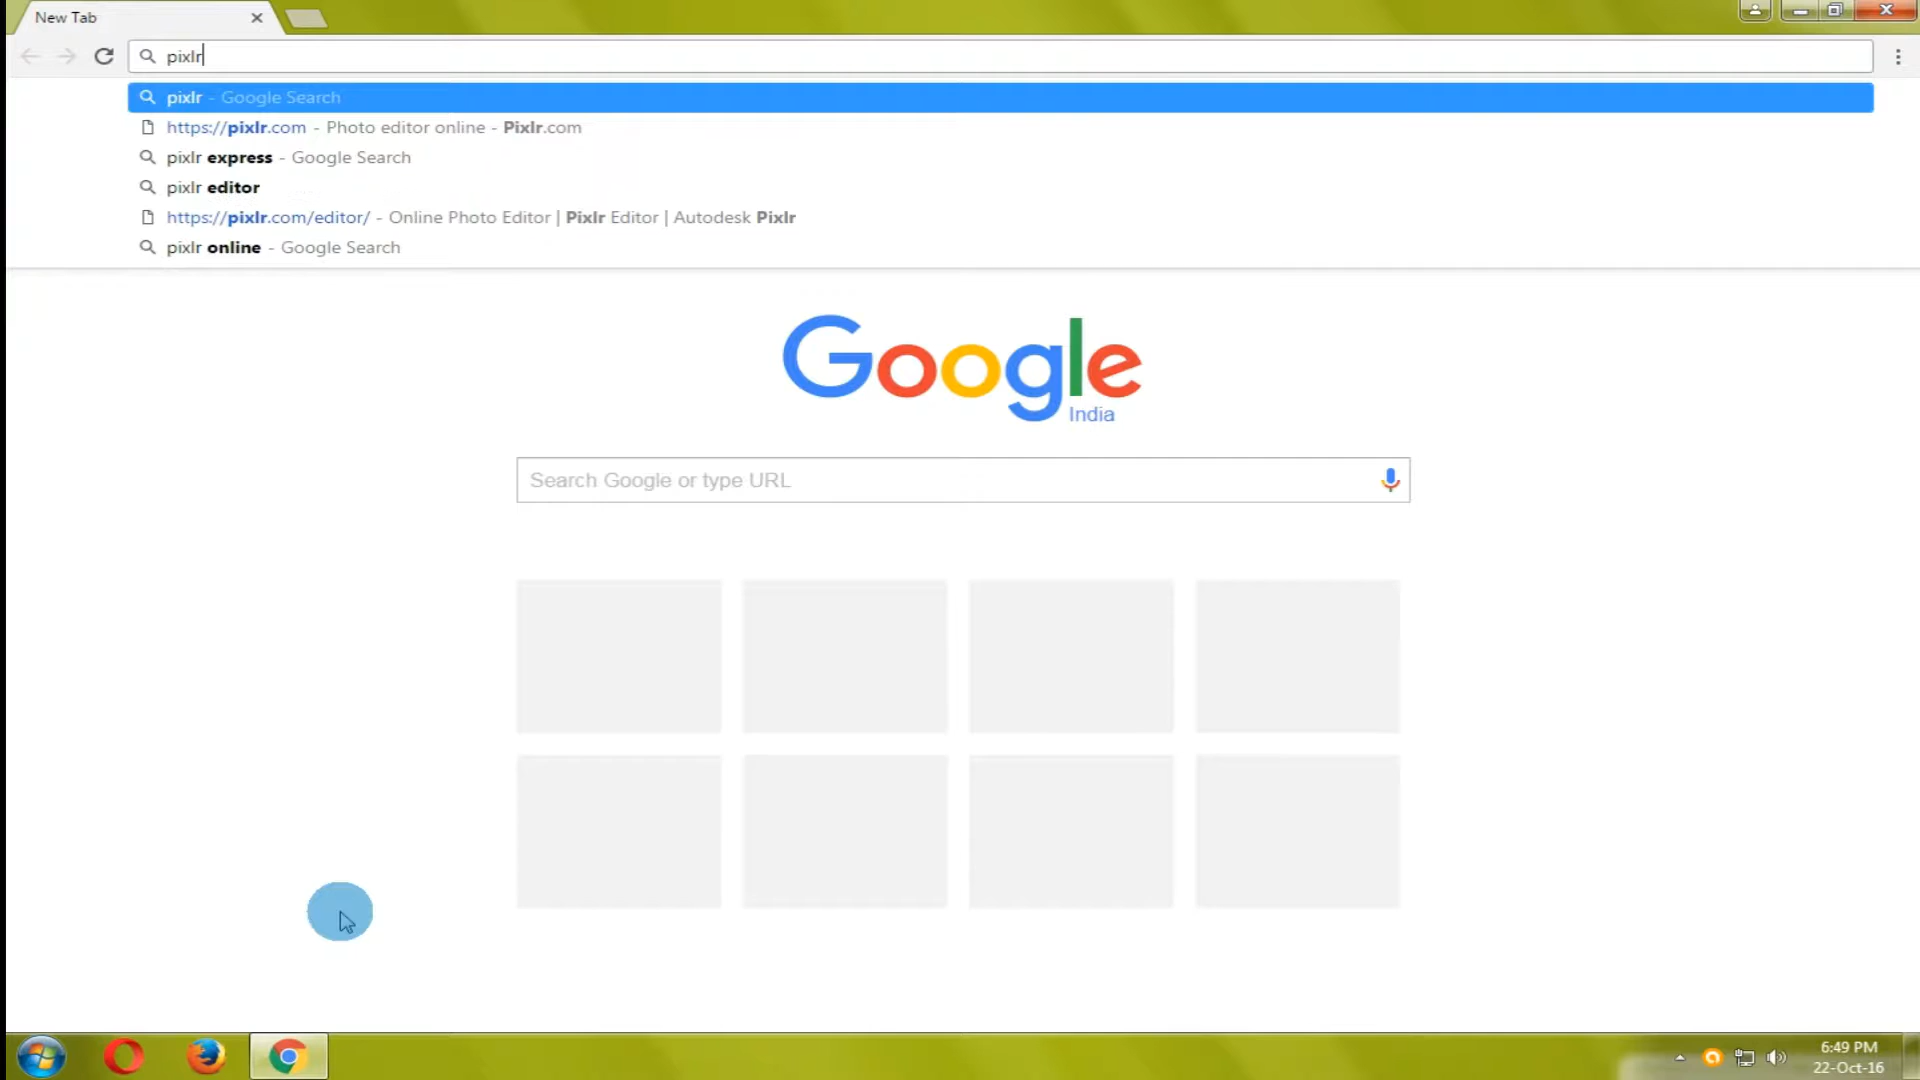 New Tab
pixlr
pixlr - Google Search
https://pixlr.com - Photo editor online - Pixlr.com
pixlr express - Google Search
pixlr editor
https://pixlr.com/editor/ - Online Photo Editor | Pixlr Editor | Autodesk Pixlr
pixlr online - Google Search
Google
India
Search Google or type URL
6:49 PM
22-Oct-16